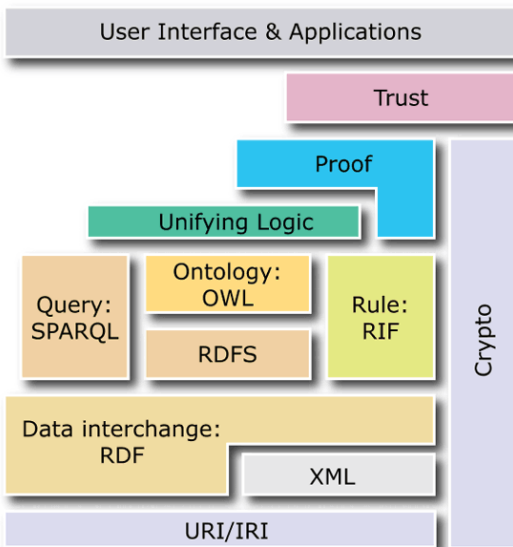 User Interface & Applications
Trust
Proof
Unifying Logic
Query:
SPARQL
Ontology:
OWL
RDFS
Rule:
RIF
Crypto
Data interchange:
RDF
XML
URI/IRI